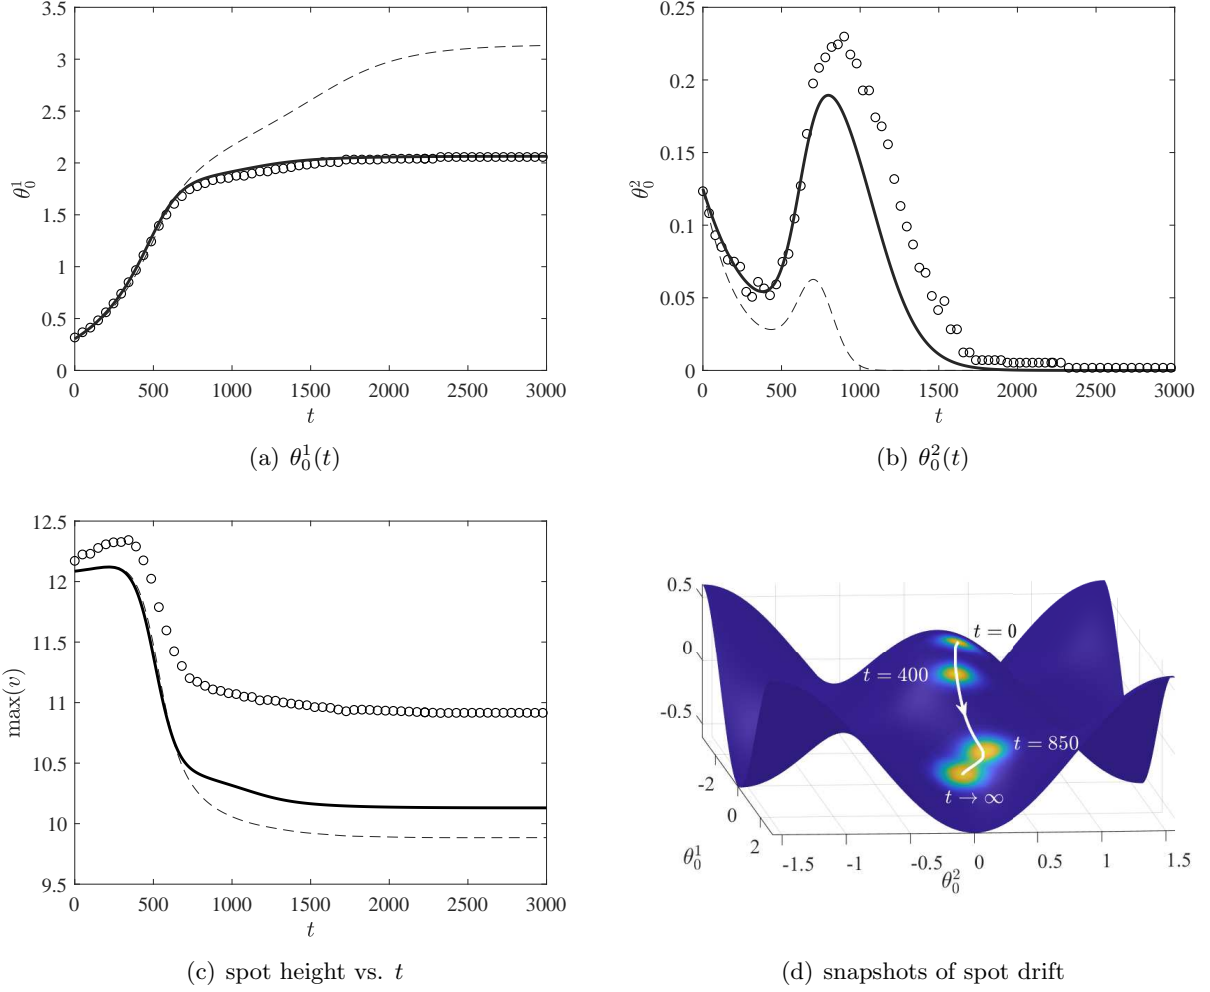 3.5
3
2.5
2
1.5
1
0.5
0
θ₀¹
0 500 1000 1500 2000 2500 3000
t
(a) θ₀¹(t)
0.25
0.2
0.15
0.1
0.05
0
θ₀²
0 500 1000 1500 2000 2500 3000
t
(b) θ₀²(t)
12.5
12
11.5
11
10.5
10
9.5
max(v)
0 500 1000 1500 2000 2500 3000
t
(c) spot height vs. t
0.5
0
-0.5
t = 0
t = 400
t = 850
t → ∞
-2
0
2
θ₀¹
-1.5 -1 -0.5 0 0.5 1 1.5
θ₀²
(d) snapshots of spot drift